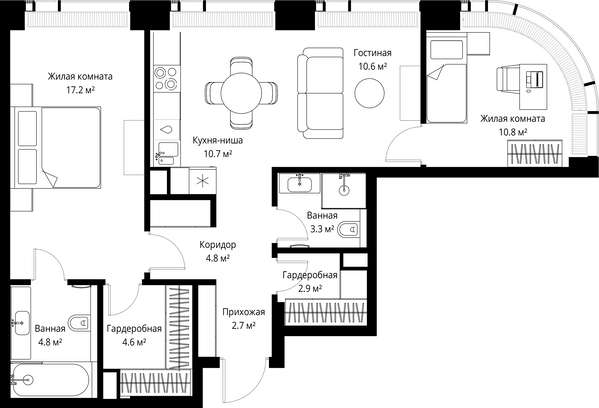 Жилая комната
17.2 м²
Гостиная
10.6 м²
Кухня-ниша
10.7 м²
Жилая комната
10.8 м²
Ванная
3.3 м²
Коридор
4.8 м²
Гардеробная
2.9 м²
Прихожая
2.7 м²
Ванная
4.8 м²
Гардеробная
4.6 м²